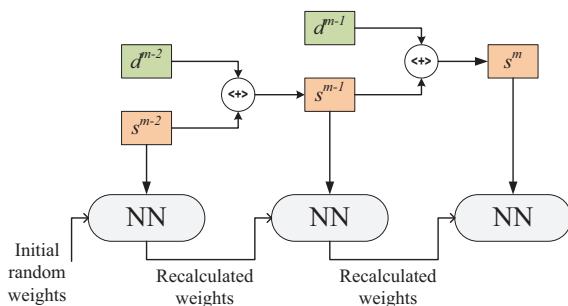 d^{m-1}
d^{m-2}
<+>
s^m
<+>
s^{m-1}
s^{m-2}
NN
NN
NN
Initial
random
weights
Recalculated
weights
Recalculated
weights